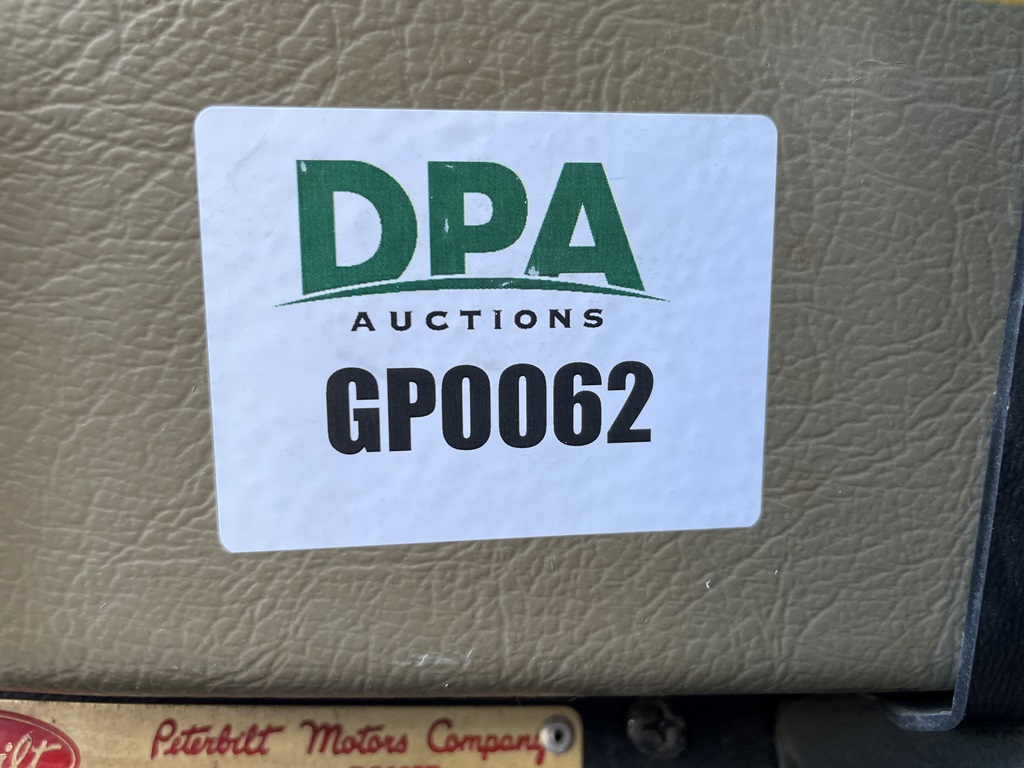 DPA
AUCTIONS
GP0062
Peterbilt Motors Company